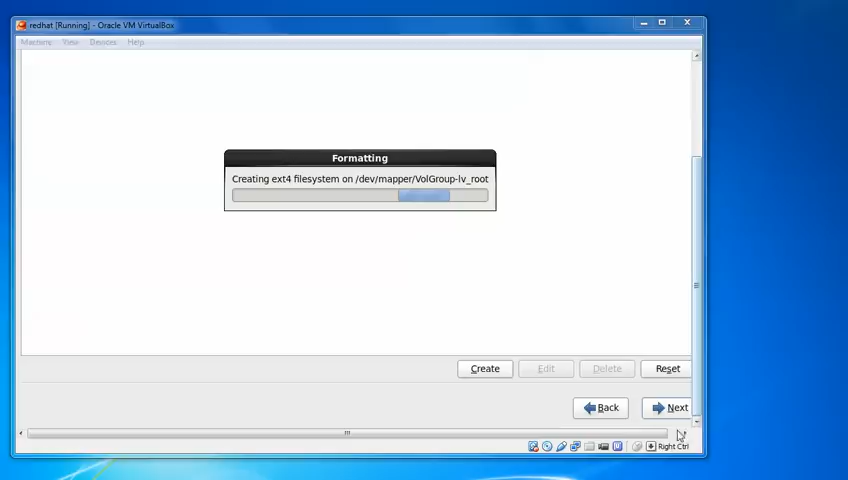 redhat [Running] - Oracle VM VirtualBox
Machine View Devices Help
Formatting
Creating ext4 filesystem on /dev/mapper/VolGroup-lv_root
Create Edit Delete Reset
Back Next
Right Ctrl